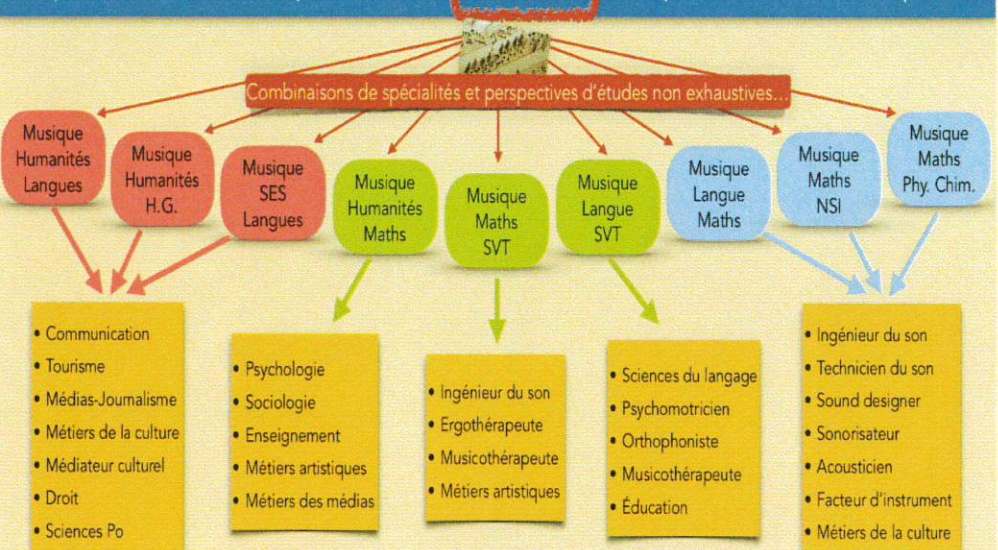 Combinaisons de spécialités et perspectives d'études non exhaustives...
Musique
Humanités
Langues
Musique
Humanités
H.G.
Musique
SES
Langues
Musique
Humanités
Maths
Musique
Maths
SVT
Musique
Langue
SVT
Musique
Langue
Maths
Musique
Maths
NSI
Musique
Maths
Phy. Chim.
• Communication
• Tourisme
• Médias-Journalisme
• Métiers de la culture
• Médiateur culturel
• Droit
• Sciences Po
• Psychologie
• Sociologie
• Enseignement
• Métiers artistiques
• Métiers des médias
• Ingénieur du son
• Ergothérapeute
• Musicothérapeute
• Métiers artistiques
• Sciences du langage
• Psychomotricien
• Orthophoniste
• Musicothérapeute
• Éducation
• Ingénieur du son
• Technicien du son
• Sound designer
• Sonorisateur
• Acousticien
• Facteur d'instrument
• Métiers de la culture